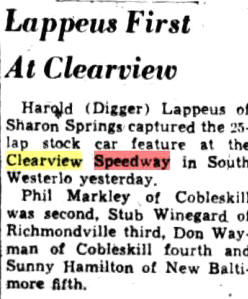 Lappeus First
At Clearview
Harold (Digger) Lappeus of
Sharon Springs captured the 25-
lap stock car feature at the
Clearview Speedway in South
Westerlo yesterday.
Phil Markley of Cobleskill
was second, Stub Winegard of
Richmondville third, Don Way-
man of Cobleskill fourth and
Sunny Hamilton of New Balti-
more fifth.